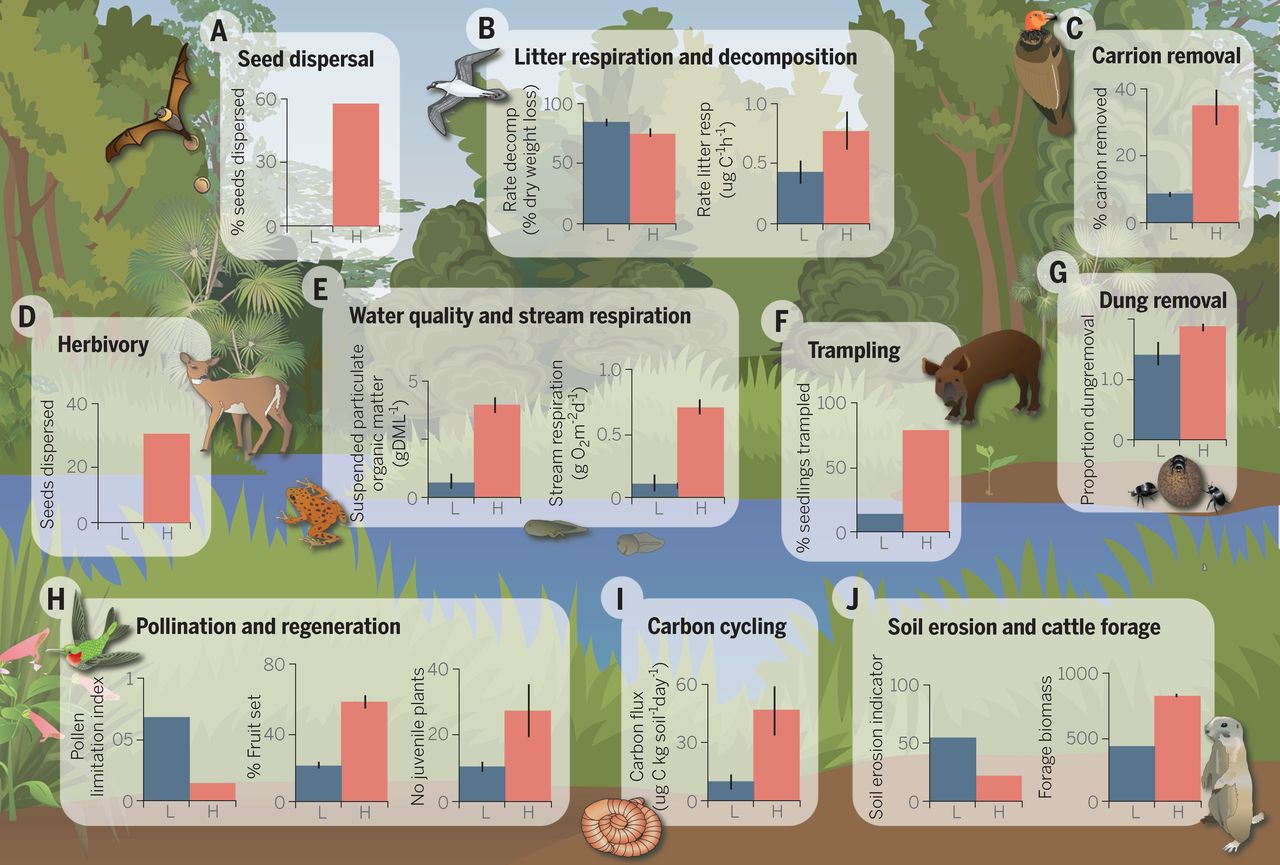 A
Seed dispersal
% seeds dispersed
60
30
0
L H
B
Litter respiration and decomposition
Rate decomp
(% dry weight loss)
100
50
0
L H
Rate litter resp
(ug C⁻¹h⁻¹)
1.0
0.5
0
L H
C
Carrion removal
% carion removed
40
20
0
L H
D
Herbivory
Seeds dispersed
40
20
0
L H
E
Water quality and stream respiration
Suspended particulate
organic matter
(gDML⁻¹)
5
0
L H
Stream respiration
(g O₂m⁻²d⁻¹)
1.0
0.5
0
L H
F
Trampling
% seedlings trampled
100
50
0
L H
G
Dung removal
Proportion dungremoval
1.0
0
L H
H
Pollination and regeneration
Pollen
limitation index
1
05
0
L H
% Fruit set
80
40
0
L H
No juvenile plants
40
20
0
L H
I
Carbon cycling
Carbon flux
(ug C kg soil⁻¹day⁻¹)
60
30
0
L H
J
Soil erosion and cattle forage
Soil erosion indicator
100
50
0
L H
Forage biomass
1000
500
0
L H